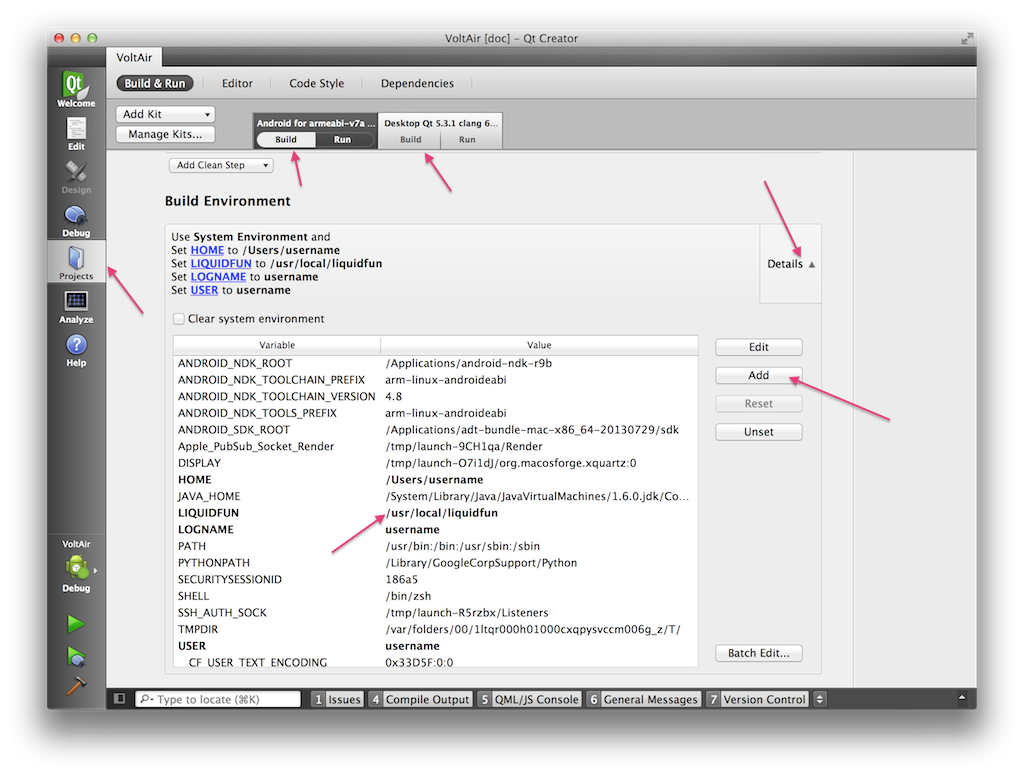 VoltAir [doc] – Qt Creator
VoltAir
Build & Run Editor Code Style Dependencies
Qt
Welcome
Edit
Design
Debug
Projects
Analyze
Help
VoltAir
Debug
Add Kit
Manage Kits...
Android for armeabi-v7a ...
Build Run
Desktop Qt 5.3.1 clang 6...
Build Run
Add Clean Step
Build Environment
Use System Environment and
Set HOME to /Users/username
Set LIQUIDFUN to /usr/local/liquidfun
Set LOGNAME to username
Set USER to username
Details
Clear system environment
Variable Value
ANDROID_NDK_ROOT /Applications/android-ndk-r9b
ANDROID_NDK_TOOLCHAIN_PREFIX arm-linux-androideabi
ANDROID_NDK_TOOLCHAIN_VERSION 4.8
ANDROID_NDK_TOOLS_PREFIX arm-linux-androideabi
ANDROID_SDK_ROOT /Applications/adt-bundle-mac-x86_64-20130729/sdk
Apple_PubSub_Socket_Render /tmp/launch-9CH1qa/Render
DISPLAY /tmp/launch-O7i1dJ/org.macosforge.xquartz:0
HOME /Users/username
JAVA_HOME /System/Library/Java/JavaVirtualMachines/1.6.0.jdk/Co...
LIQUIDFUN /usr/local/liquidfun
LOGNAME username
PATH /usr/bin:/bin:/usr/sbin:/sbin
PYTHONPATH /Library/GoogleCorpSupport/Python
SECURITYSESSIONID 186a5
SHELL /bin/zsh
SSH_AUTH_SOCK /tmp/launch-R5rzbx/Listeners
TMPDIR /var/folders/00/1ltqr000h01000cxqpysvccm006g_z/T/
USER username
__CF_USER_TEXT_ENCODING 0x33D5F:0:0
Edit
Add
Reset
Unset
Batch Edit...
Type to locate (⌘K)
1 Issues 4 Compile Output 5 QML/JS Console 6 General Messages 7 Version Control